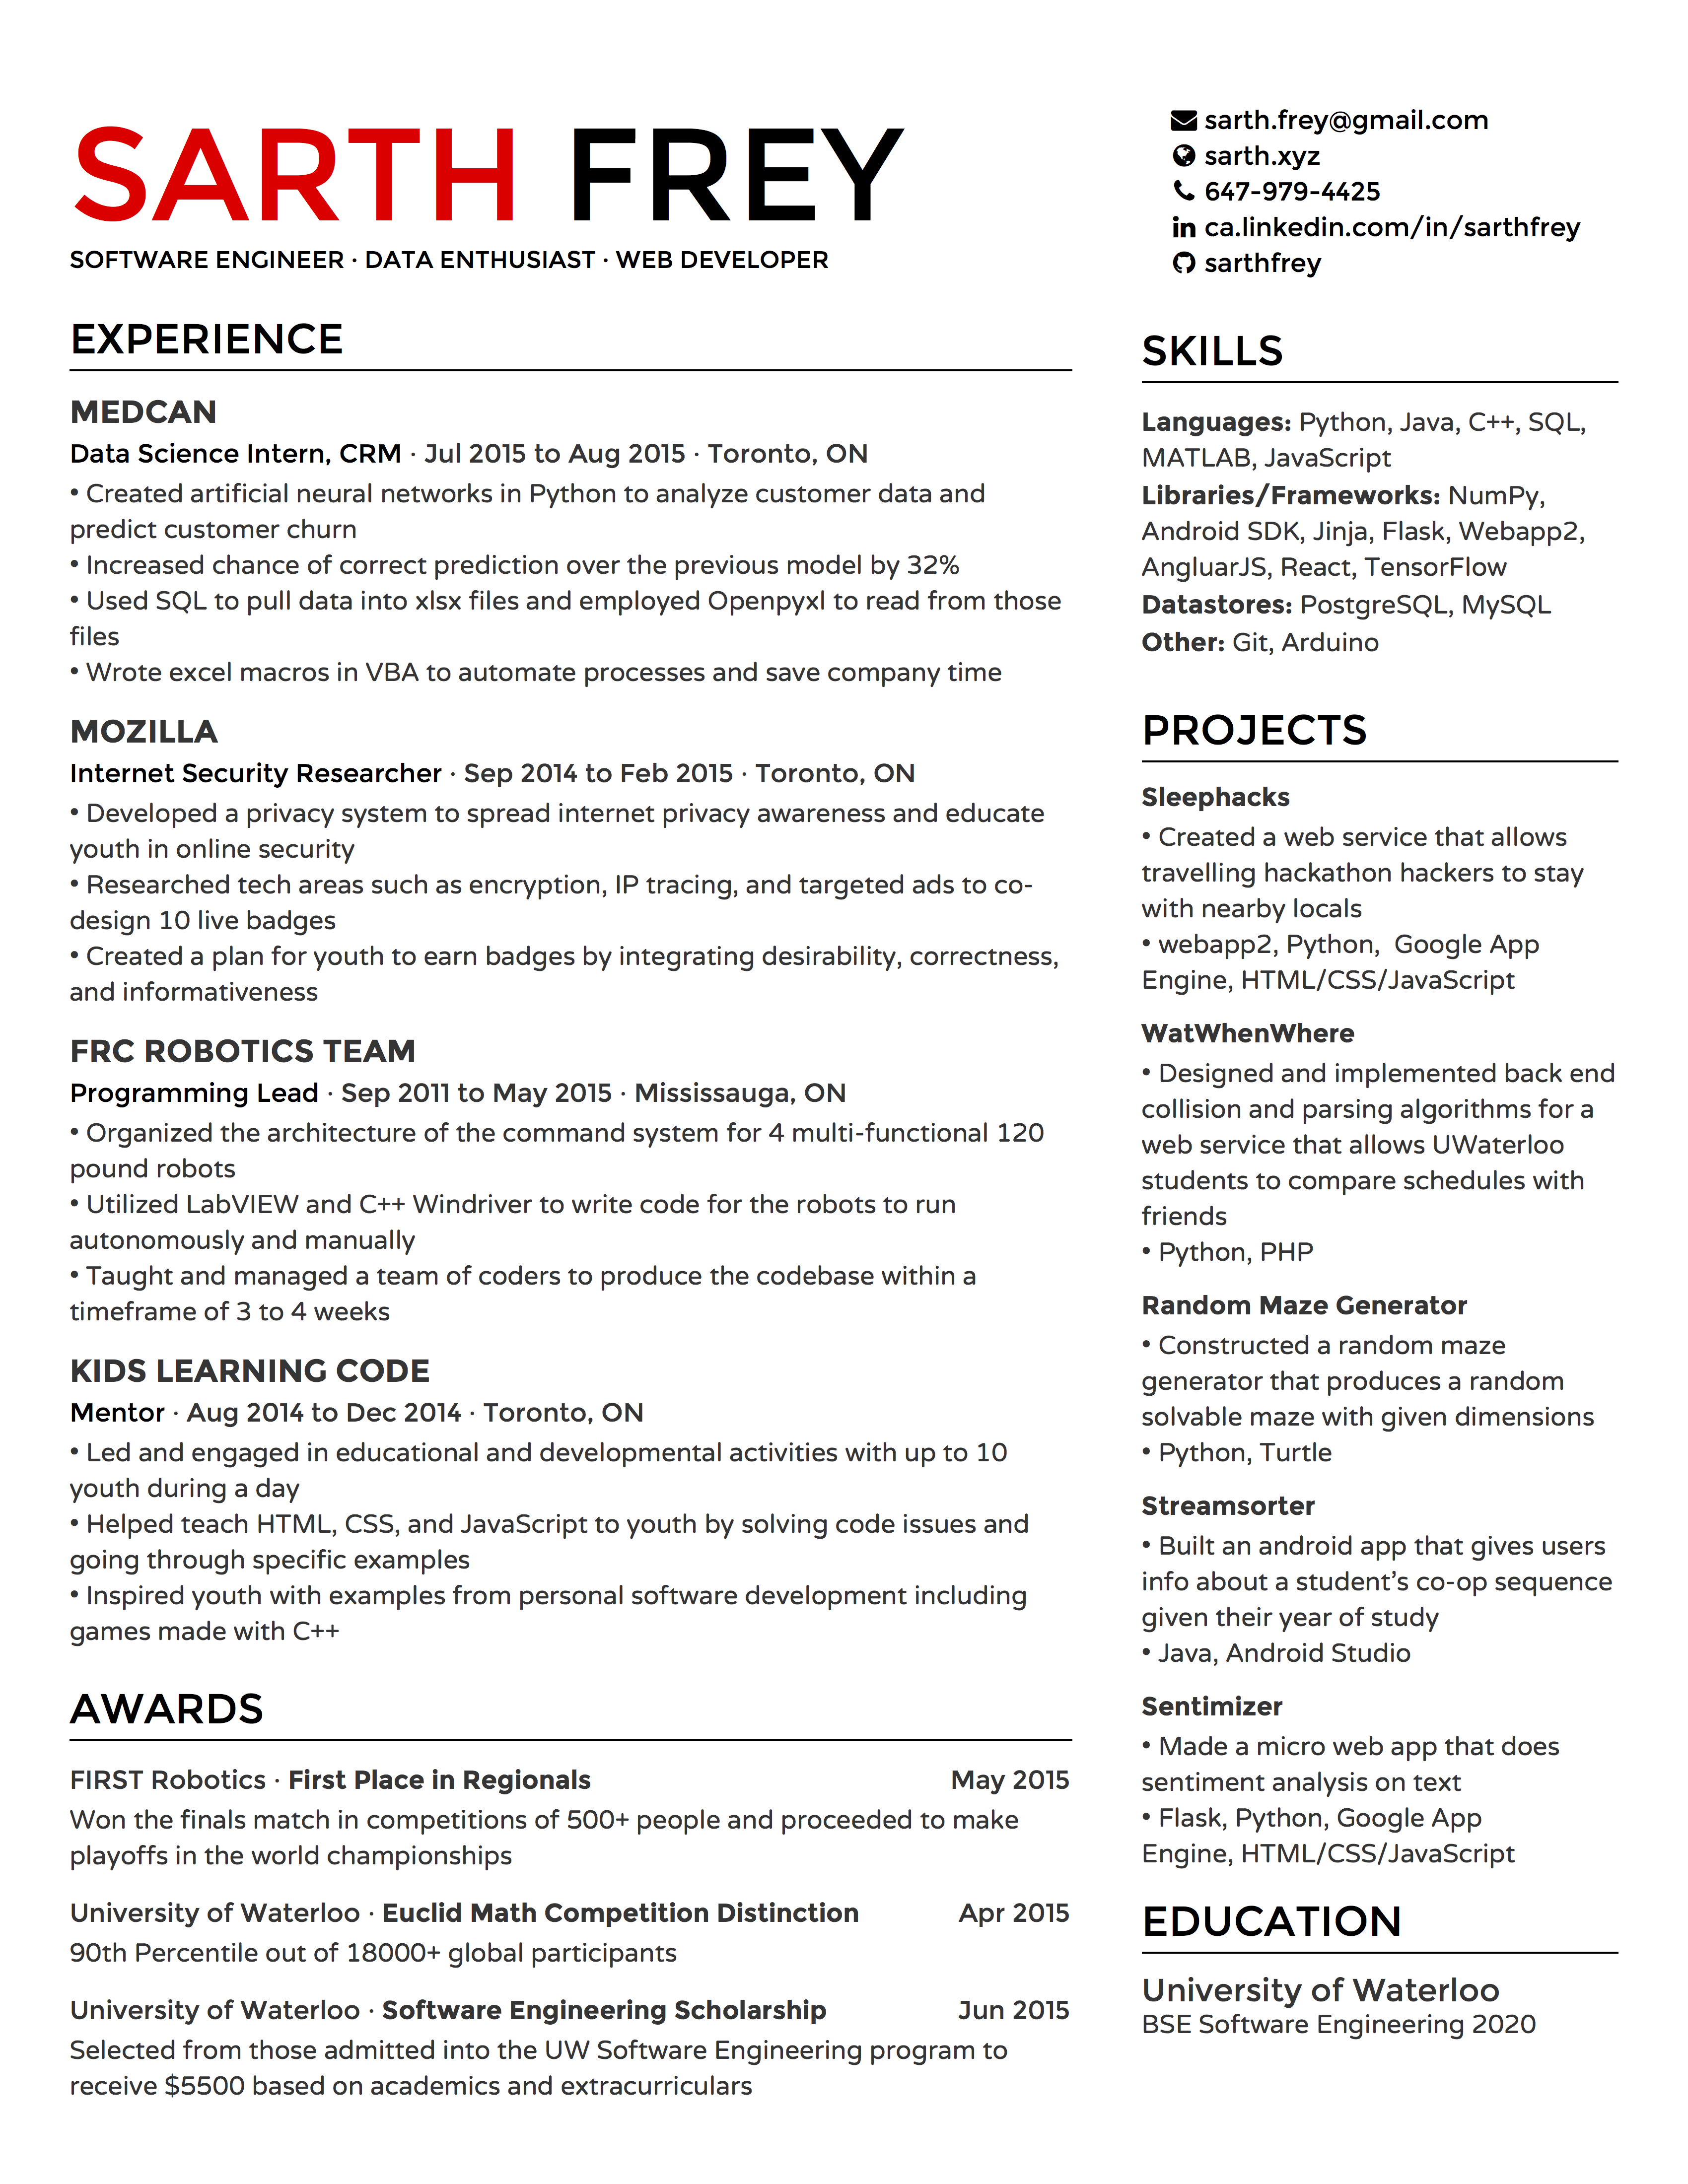 SARTH FREY
SOFTWARE ENGINEER · DATA ENTHUSIAST · WEB DEVELOPER
sarth.frey@gmail.com
sarth.xyz
647-979-4425
ca.linkedin.com/in/sarthfrey
sarthfrey
EXPERIENCE
MEDCAN
Data Science Intern, CRM · Jul 2015 to Aug 2015 · Toronto, ON
• Created artificial neural networks in Python to analyze customer data and
predict customer churn
• Increased chance of correct prediction over the previous model by 32%
• Used SQL to pull data into xlsx files and employed Openpyxl to read from those
files
• Wrote excel macros in VBA to automate processes and save company time
MOZILLA
Internet Security Researcher · Sep 2014 to Feb 2015 · Toronto, ON
• Developed a privacy system to spread internet privacy awareness and educate
youth in online security
• Researched tech areas such as encryption, IP tracing, and targeted ads to co-
design 10 live badges
• Created a plan for youth to earn badges by integrating desirability, correctness,
and informativeness
FRC ROBOTICS TEAM
Programming Lead · Sep 2011 to May 2015 · Mississauga, ON
• Organized the architecture of the command system for 4 multi-functional 120
pound robots
• Utilized LabVIEW and C++ Windriver to write code for the robots to run
autonomously and manually
• Taught and managed a team of coders to produce the codebase within a
timeframe of 3 to 4 weeks
KIDS LEARNING CODE
Mentor · Aug 2014 to Dec 2014 · Toronto, ON
• Led and engaged in educational and developmental activities with up to 10
youth during a day
• Helped teach HTML, CSS, and JavaScript to youth by solving code issues and
going through specific examples
• Inspired youth with examples from personal software development including
games made with C++
AWARDS
FIRST Robotics · First Place in Regionals May 2015
Won the finals match in competitions of 500+ people and proceeded to make
playoffs in the world championships
University of Waterloo · Euclid Math Competition Distinction Apr 2015
90th Percentile out of 18000+ global participants
University of Waterloo · Software Engineering Scholarship Jun 2015
Selected from those admitted into the UW Software Engineering program to
receive $5500 based on academics and extracurriculars
SKILLS
Languages: Python, Java, C++, SQL,
MATLAB, JavaScript
Libraries/Frameworks: NumPy,
Android SDK, Jinja, Flask, Webapp2,
AngluarJS, React, TensorFlow
Datastores: PostgreSQL, MySQL
Other: Git, Arduino
PROJECTS
Sleephacks
• Created a web service that allows
travelling hackathon hackers to stay
with nearby locals
• webapp2, Python,  Google App
Engine, HTML/CSS/JavaScript
WatWhenWhere
• Designed and implemented back end
collision and parsing algorithms for a
web service that allows UWaterloo
students to compare schedules with
friends
• Python, PHP
Random Maze Generator
• Constructed a random maze
generator that produces a random
solvable maze with given dimensions
• Python, Turtle
Streamsorter
• Built an android app that gives users
info about a student’s co-op sequence
given their year of study
• Java, Android Studio
Sentimizer
• Made a micro web app that does
sentiment analysis on text
• Flask, Python, Google App
Engine, HTML/CSS/JavaScript
EDUCATION
University of Waterloo
BSE Software Engineering 2020